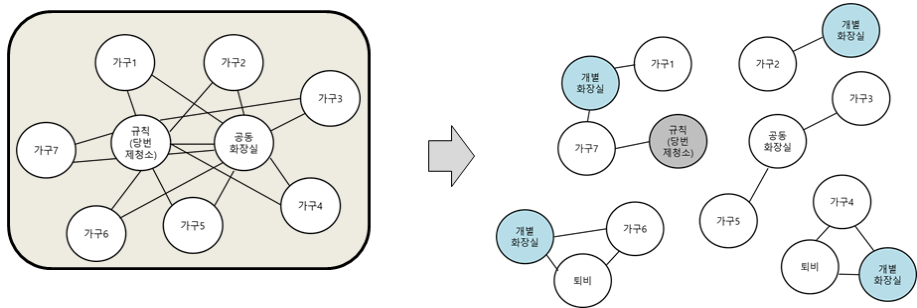 가구1
가구2
가구3
가구7
규칙
(당번
제청소)
공동
화장실
가구4
가구5
가구6
개별
화장실
가구1
가구7
규칙
(당번
제청소)
개별
화장실
가구2
가구3
공동
화장실
가구5
개별
화장실
가구6
퇴비
가구4
퇴비
개별
화장실